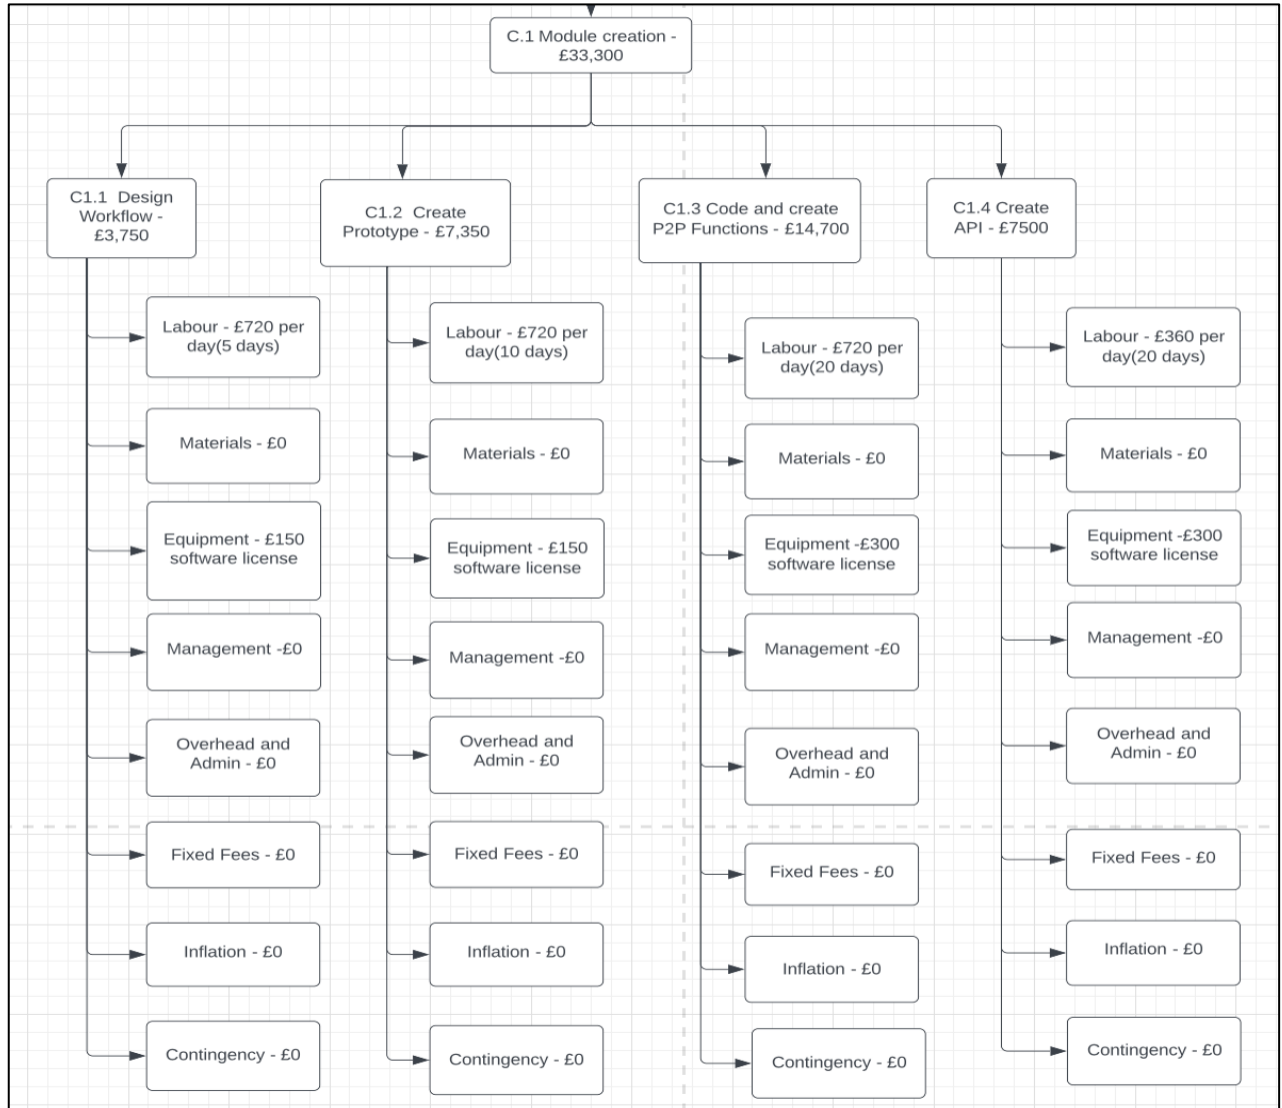 C.1 Module creation -
£33,300
C1.1 Design
Workflow -
£3,750
Labour - £720 per
day(5 days)
Materials - £0
Equipment - £150
software license
Management -£0
Overhead and
Admin - £0
Fixed Fees - £0
Inflation - £0
Contingency - £0
C1.2 Create
Prototype - £7,350
Labour - £720 per
day(10 days)
Materials - £0
Equipment - £150
software license
Management -£0
Overhead and
Admin - £0
Fixed Fees - £0
Inflation - £0
Contingency - £0
C1.3 Code and create
P2P Functions - £14,700
Labour - £720 per
day(20 days)
Materials - £0
Equipment -£300
software license
Management -£0
Overhead and
Admin - £0
Fixed Fees - £0
Inflation - £0
Contingency - £0
C1.4 Create
API - £7500
Labour - £360 per
day(20 days)
Materials - £0
Equipment -£300
software license
Management -£0
Overhead and
Admin - £0
Fixed Fees - £0
Inflation - £0
Contingency - £0